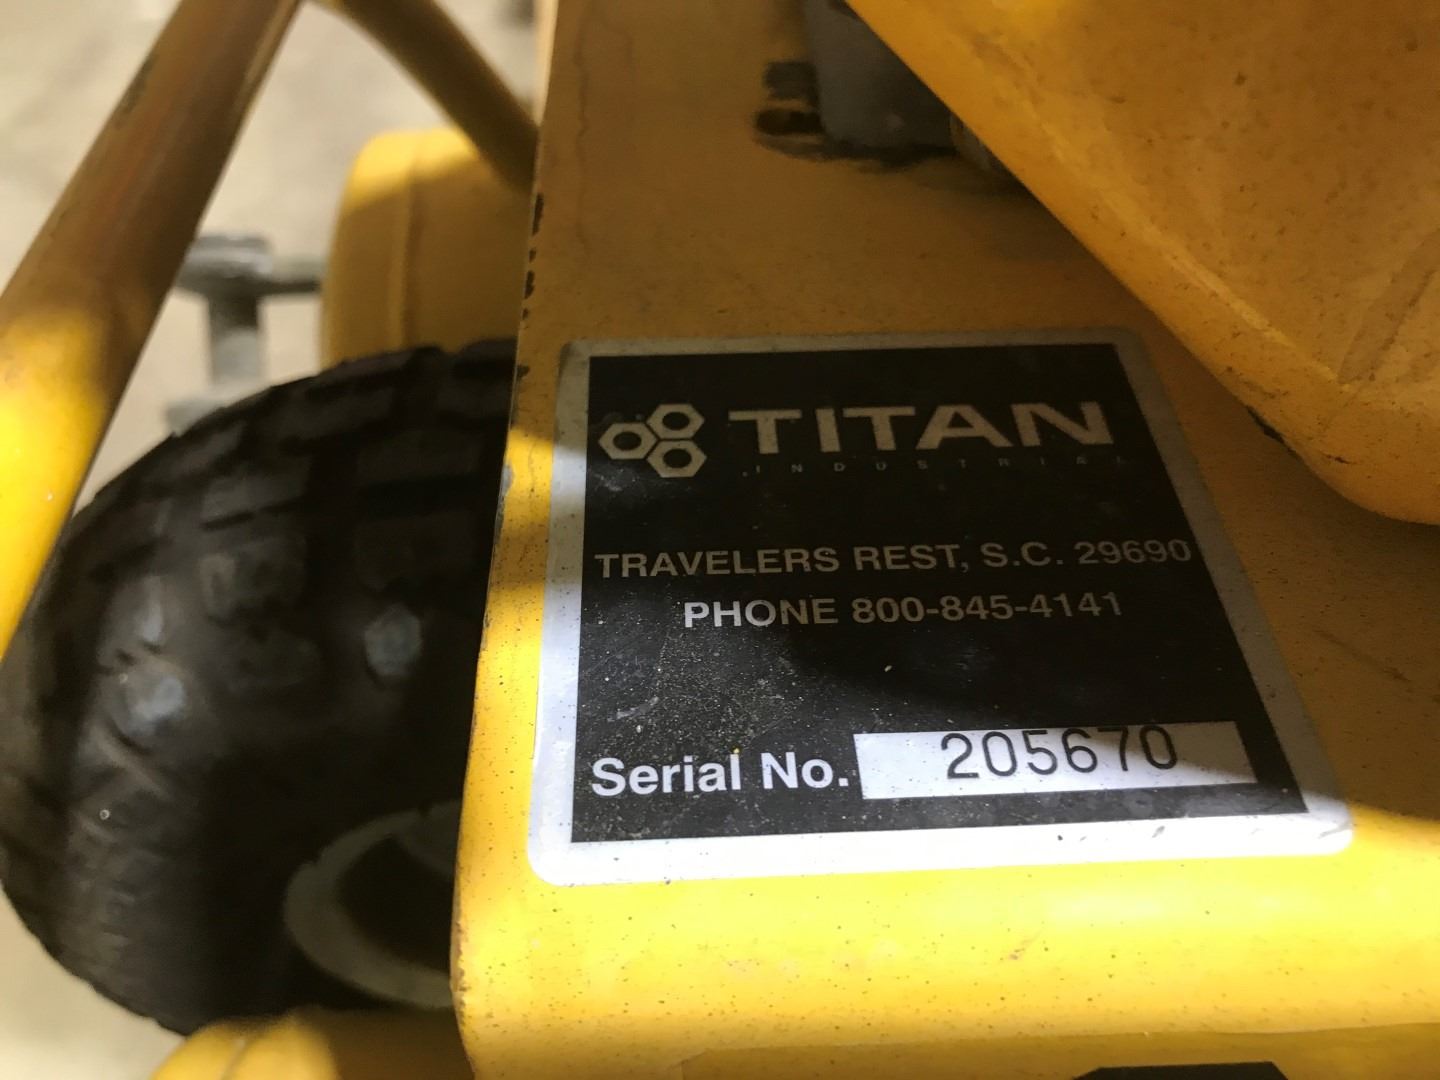 TITAN
INDUSTRIAL
TRAVELERS REST, S.C. 29690
PHONE 800-845-4141
Serial No. 205670